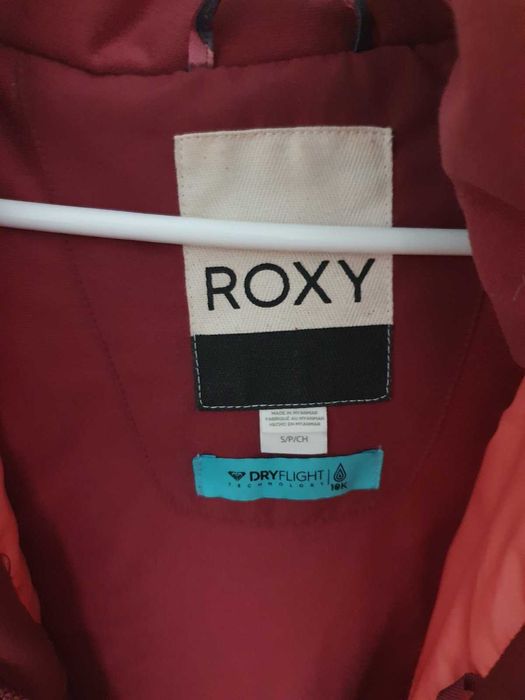 ROXY
MADE IN MYANMAR
FABRIQUÉ AU MYANMAR
HECHO EN MYANMAR
S/P/CH
DRYFLIGHT
TECHNOLOGY
10K